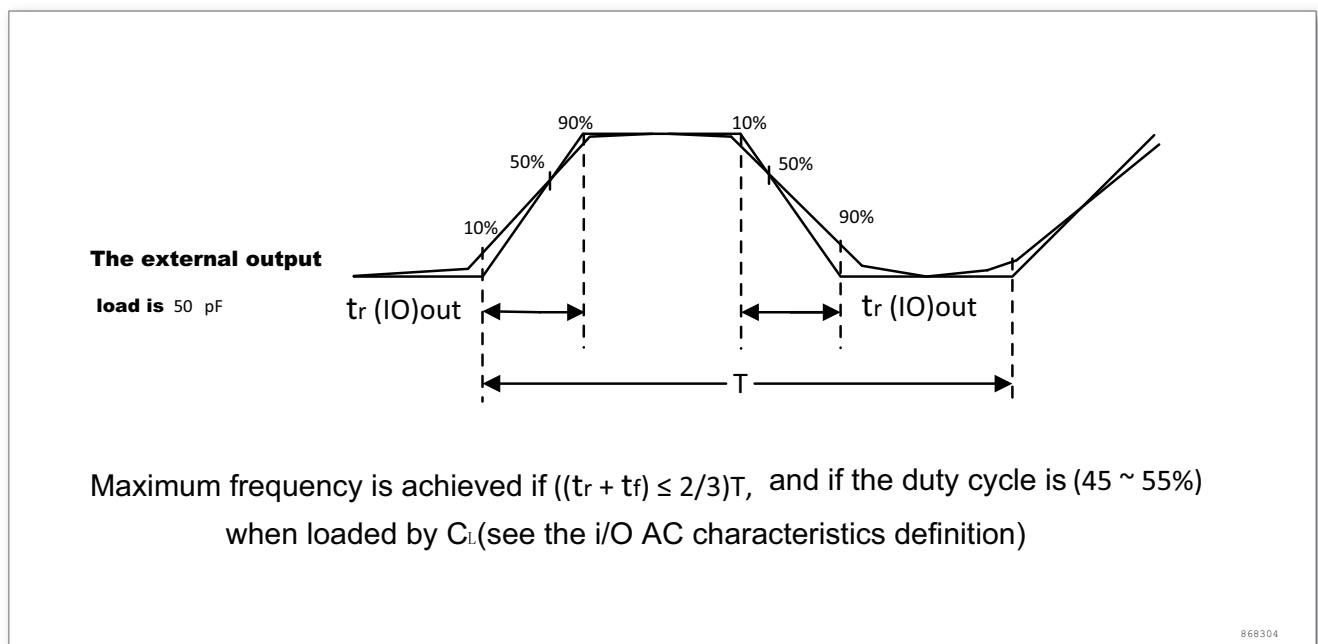 90%
10%
50%
50%
10%
90%
The external output
load is 50 pF
tr (IO)out
tr (IO)out
T
Maximum frequency is achieved if ((tr + tf) ≤ 2/3)T, and if the duty cycle is (45 ~ 55%)
when loaded by CL(see the i/O AC characteristics definition)
868304